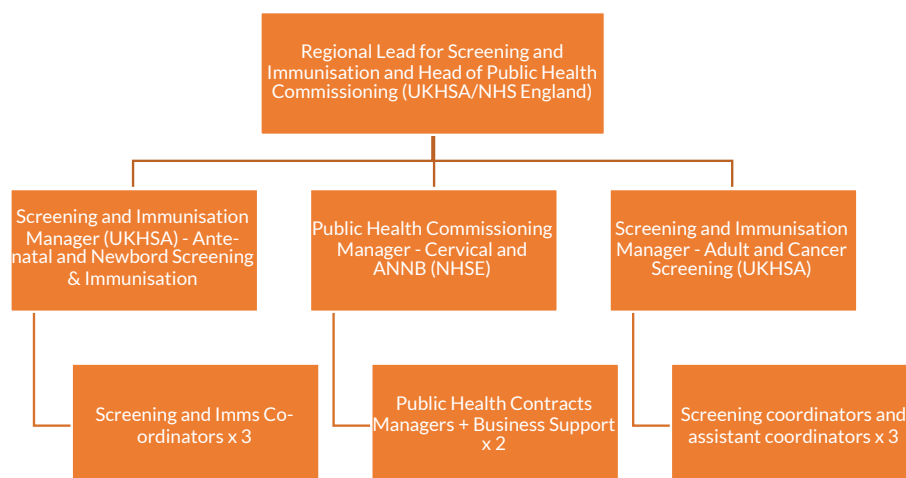 Regional Lead for Screening and
Immunisation and Head of Public Health
Commissioning (UKHSA/NHS England)
Screening and Immunisation
Manager (UKHSA) - Ante-
natal and Newbord Screening
& Immunisation
Public Health Commissioning
Manager - Cervical and
ANNB (NHSE)
Screening and Immunisation
Manager - Adult and Cancer
Screening (UKHSA)
Screening and Imms Co-
ordinators x 3
Public Health Contracts
Managers + Business Support
x 2
Screening coordinators and
assistant coordinators x 3